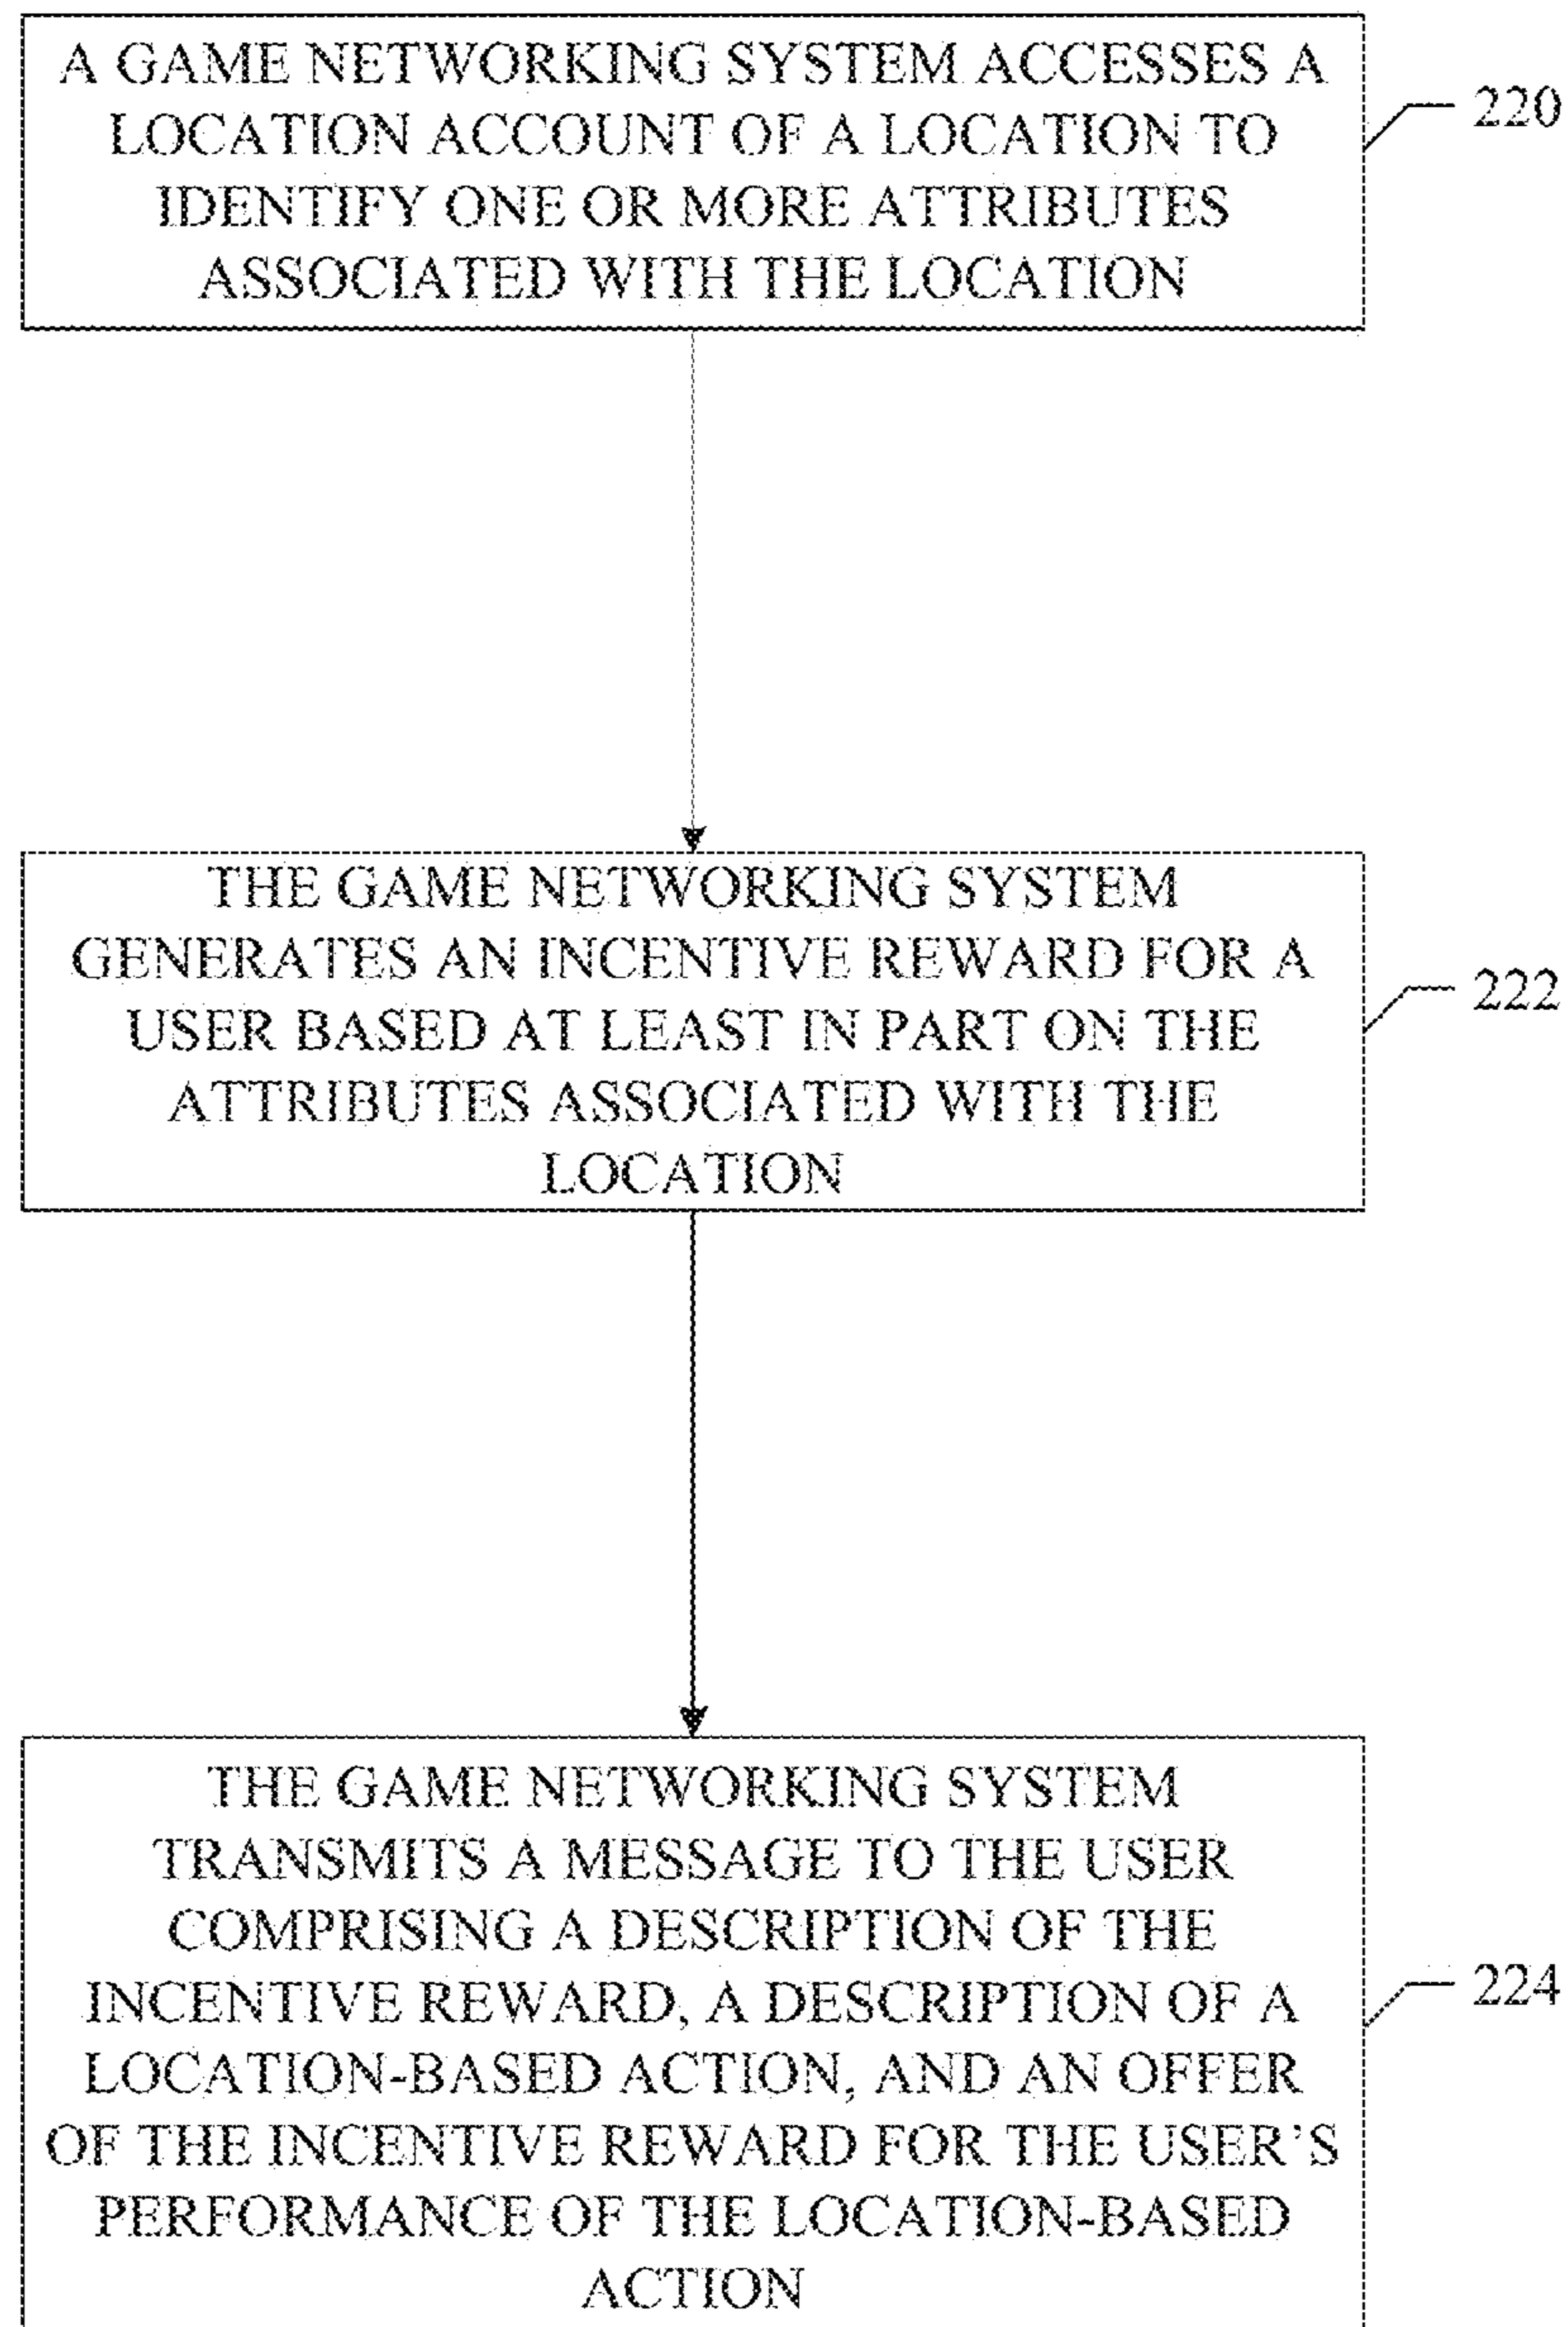 A GAME NETWORKING SYSTEM ACCESSES A
LOCATION ACCOUNT OF A LOCATION TO
IDENTIFY ONE OR MORE ATTRIBUTES
ASSOCIATED WITH THE LOCATION
220
THE GAME NETWORKING SYSTEM
GENERATES AN INCENTIVE REWARD FOR A
USER BASED AT LEAST IN PART ON THE
ATTRIBUTES ASSOCIATED WITH THE
LOCATION
222
THE GAME NETWORKING SYSTEM
TRANSMITS A MESSAGE TO THE USER
COMPRISING A DESCRIPTION OF THE
INCENTIVE REWARD, A DESCRIPTION OF A
LOCATION-BASED ACTION, AND AN OFFER
OF THE INCENTIVE REWARD FOR THE USER’S
PERFORMANCE OF THE LOCATION-BASED
ACTION
224